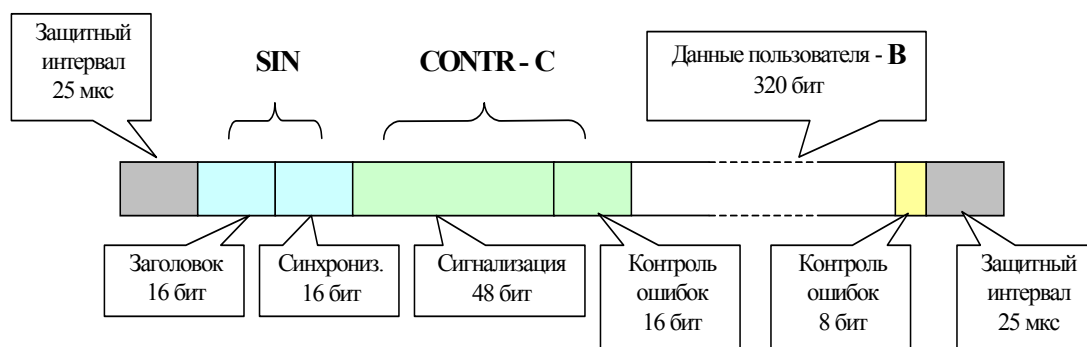 Защитный
интервал
25 мкс
SIN
CONTR - C
Данные пользователя - B
320 бит
Заголовок
16 бит
Синхрониз.
16 бит
Сигнализация
48 бит
Контроль
ошибок
16 бит
Контроль
ошибок
8 бит
Защитный
интервал
25 мкс